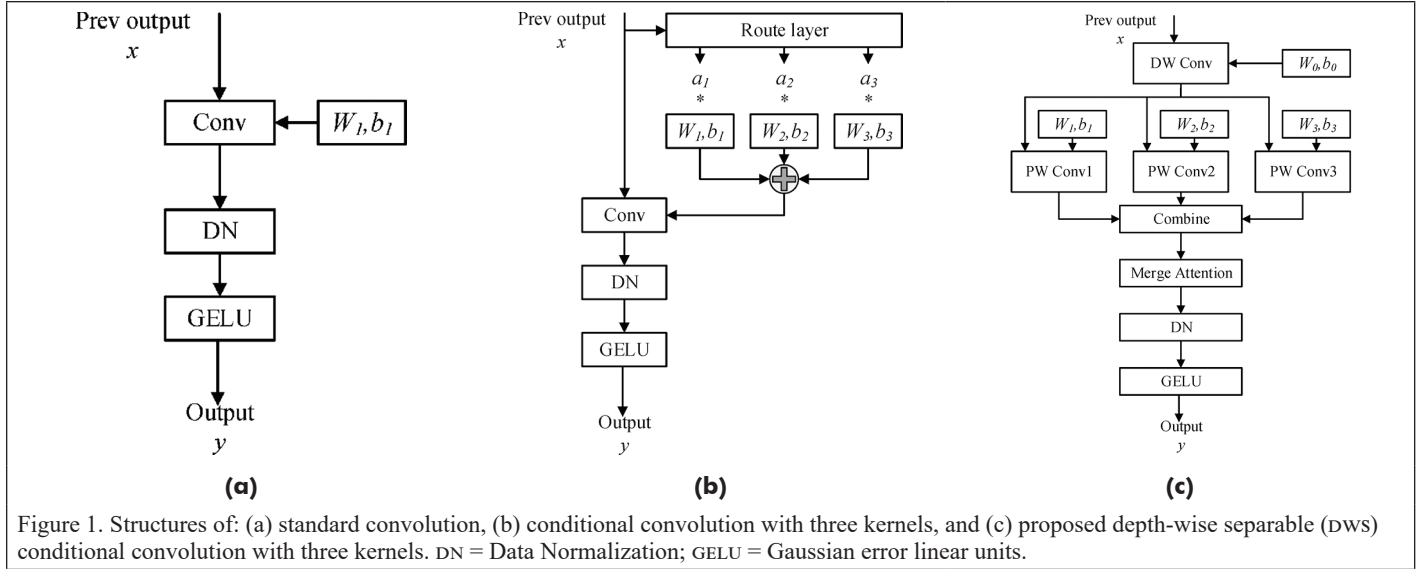 Prev output
x
Conv
W1,b1
DN
GELU
Output
y
(a)
Prev output
x
Route layer
a1 a2 a3
* * *
W1,b1 W2,b2 W3,b3
Conv
DN
GELU
Output
y
(b)
Prev output
x
DW Conv
W0,b0
W1,b1 W2,b2 W3,b3
PW Conv1 PW Conv2 PW Conv3
Combine
Merge Attention
DN
GELU
Output
y
(c)
Figure 1. Structures of: (a) standard convolution, (b) conditional convolution with three kernels, and (c) proposed depth-wise separable (DWS)
conditional convolution with three kernels. DN = Data Normalization; GELU = Gaussian error linear units.